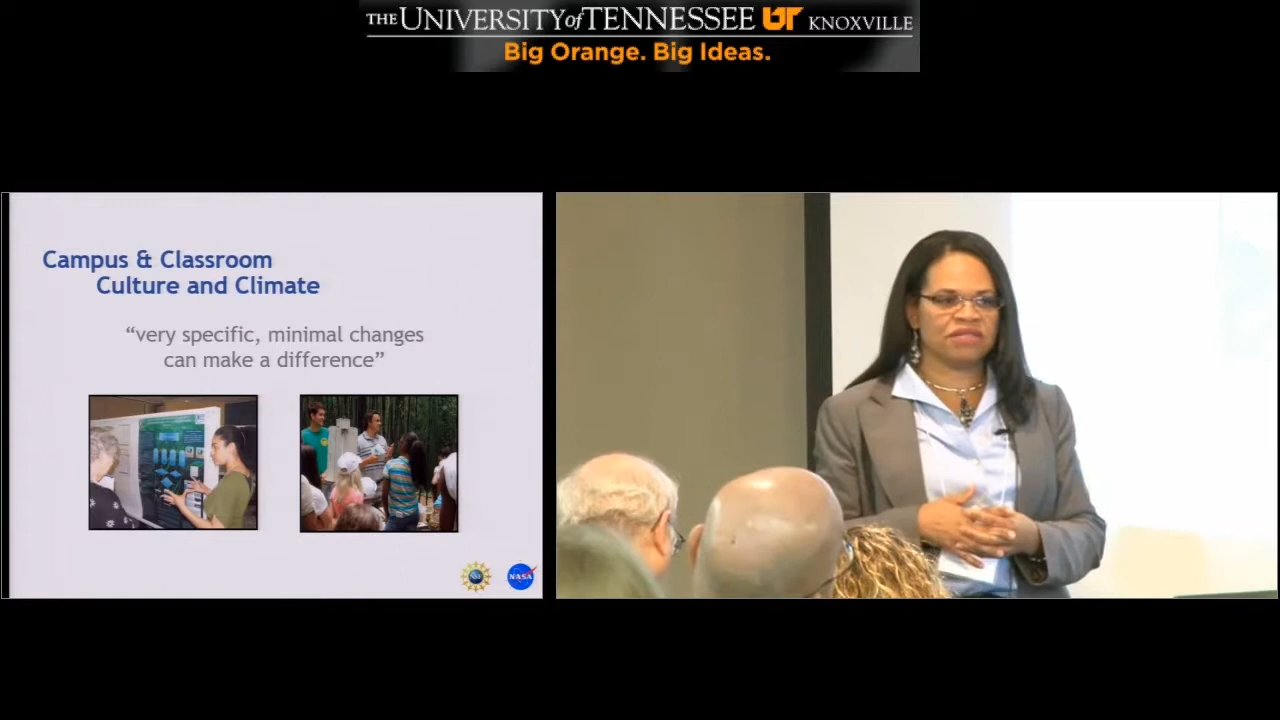 THE UNIVERSITY of TENNESSEE UT KNOXVILLE
Big Orange. Big Ideas.
Campus & Classroom
Culture and Climate
“very specific, minimal changes
can make a difference”
NSF
NASA